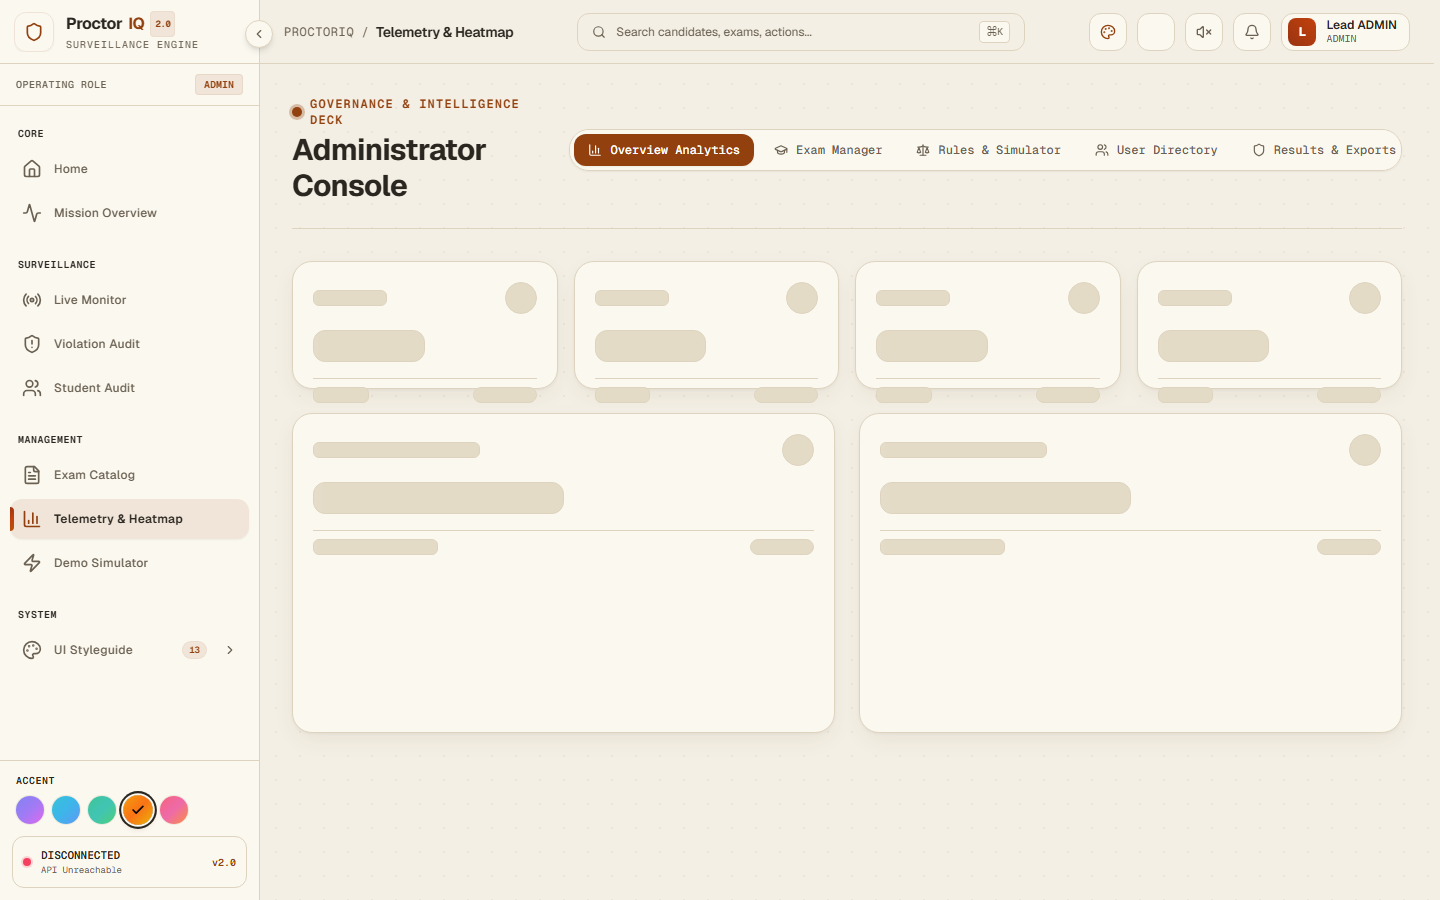 Proctor IQ 2.0
SURVEILLANCE ENGINE
OPERATING ROLE ADMIN
CORE
Home
Mission Overview
SURVEILLANCE
Live Monitor
Violation Audit
Student Audit
MANAGEMENT
Exam Catalog
Telemetry & Heatmap
Demo Simulator
SYSTEM
UI Styleguide 13
ACCENT
DISCONNECTED
API Unreachable
v2.0
PROCTORIQ / Telemetry & Heatmap
Search candidates, exams, actions... ⌘K
L
Lead ADMIN
ADMIN
GOVERNANCE & INTELLIGENCE
DECK
Administrator
Console
Overview Analytics
Exam Manager
Rules & Simulator
User Directory
Results & Exports